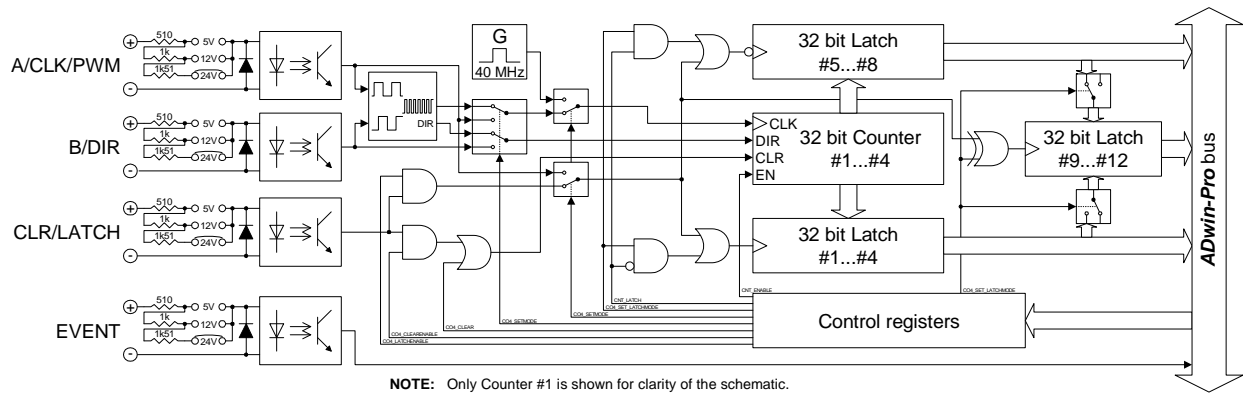 A/CLK/PWM
510
1k
1k51
5V
12V
24V
B/DIR
510
1k
1k51
5V
12V
24V
CLR/LATCH
510
1k
1k51
5V
12V
24V
EVENT
510
1k
1k51
5V
12V
24V
G
40 MHz
DIR
32 bit Latch
#5...#8
CLK
DIR
CLR
EN
32 bit Counter
#1...#4
32 bit Latch
#1...#4
32 bit Latch
#9...#12
Control registers
CNT_ENABLE
CO4_SET_LATCHMODE
CNT_LATCH
CO4_SET_LATCHMODE
CO4_SETMODE
CO4_SETMODE
CO4_CLEAR
CO4_CLEARENABLE
CO4_LATCHENABLE
ADwin-Pro bus
NOTE: Only Counter #1 is shown for clarity of the schematic.